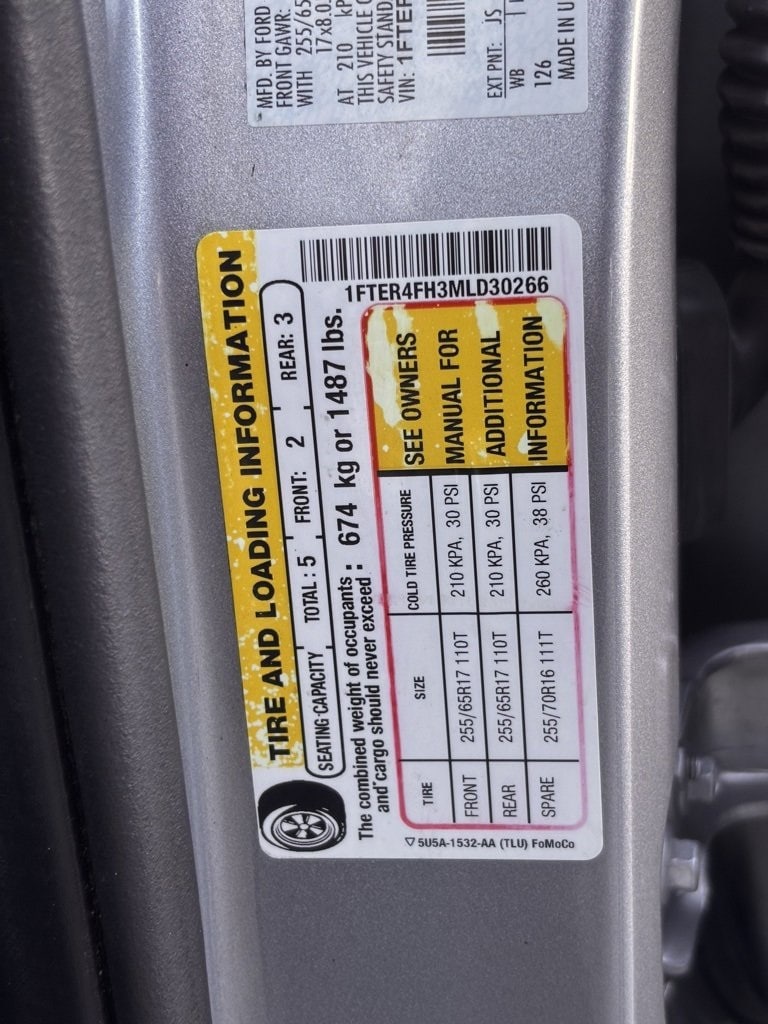 MFD. BY FORD
FRONT GAWR:
WITH 255/65
17x8.0
AT 210 kP
THIS VEHICLE
SAFETY STAND
VIN: 1FTER
EXT PNT: JS
WB
126
MADE IN U
TIRE AND LOADING INFORMATION
1FTER4FH3MLD30266
SEATING CAPACITY TOTAL : 5 FRONT: 2 REAR: 3
The combined weight of occupants
and cargo should never exceed : 674 kg or 1487 lbs.
TIRE SIZE COLD TIRE PRESSURE
FRONT 255/65R17 110T 210 KPA, 30 PSI
REAR 255/65R17 110T 210 KPA, 30 PSI
SPARE 255/70R16 111T 260 KPA, 38 PSI
SEE OWNERS
MANUAL FOR
ADDITIONAL
INFORMATION
5U5A-1532-AA (TLU) FoMoCo